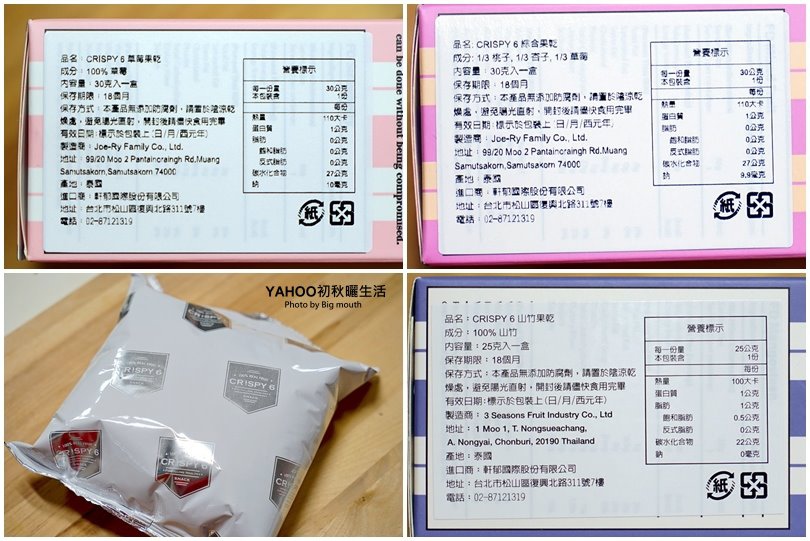 品名: CRISPY 6 草莓果乾
成分: 100% 草莓
內容量: 30克入一盒
保存期限: 18個月
保存方式: 本產品無添加防腐劑，請置於陰涼乾
燥處，避免陽光直射，開封後請儘快食用完畢
有效日期:標示於包裝上(日/月/西元年)
製造商: Joe-Ry Family Co., Ltd.
地址: 99/20 Moo 2 Pantaincraingh Rd,Muang
Samutsakorn,Samutsakorn 74000
產地: 泰國
進口商: 軒郁國際股份有限公司
地址: 台北市松山區復興北路311號7樓
電話: 02-87121319
營養標示
每一份量 30公克
本包裝含 1份
每份
熱量 110大卡
蛋白質 1公克
脂肪 0公克
飽和脂肪 0公克
反式脂肪 0公克
碳水化合物 27公克
鈉 10毫克
紙
can be done without being compromised.
品名: CRISPY 6 綜合果乾
成分: 1/3 桃子, 1/3 杏子, 1/3 草莓
內容量: 30克入一盒
保存期限: 18個月
保存方式: 本產品無添加防腐劑，請置於陰涼乾
燥處，避免陽光直射，開封後請儘快食用完畢
有效日期:標示於包裝上(日/月/西元年)
製造商: Joe-Ry Family Co., Ltd.
地址: 99/20 Moo 2 Pantaincraingh Rd,Muang
Samutsakorn,Samutsakorn 74000
產地: 泰國
進口商: 軒郁國際股份有限公司
地址: 台北市松山區復興北路311號7樓
電話: 02-87121319
營養標示
每一份量 30公克
本包裝含 1份
每份
熱量 110大卡
蛋白質 1公克
脂肪 0公克
飽和脂肪 0公克
反式脂肪 0公克
碳水化合物 27公克
鈉 9.9毫克
紙
YAHOO初秋曬生活
Photo by Big mouth
100% REAL FRUIT
CR!SPY 6
SNACK
CR!SPY 6
100% REAL FRUIT
CR!SPY 6
100% REAL FRUIT
CR!SPY 6
SNACK
品名: CRISPY 6 山竹果乾
成分: 100% 山竹
內容量: 25克入一盒
保存期限: 18個月
保存方式: 本產品無添加防腐劑，請置於陰涼乾
燥處，避免陽光直射，開封後請儘快食用完畢
有效日期:標示於包裝上(日/月/西元年)
製造商: 3 Seasons Fruit Industry Co., Ltd
地址: 1 Moo 1, T. Nongsueachang,
A. Nongyai, Chonburi, 20190 Thailand
產地: 泰國
進口商: 軒郁國際股份有限公司
地址: 台北市松山區復興北路311號7樓
電話: 02-87121319
營養標示
每一份量 25公克
本包裝含 1份
每份
熱量 100大卡
蛋白質 1公克
脂肪 1公克
飽和脂肪 0.5公克
反式脂肪 0公克
碳水化合物 22公克
鈉 0毫克
紙